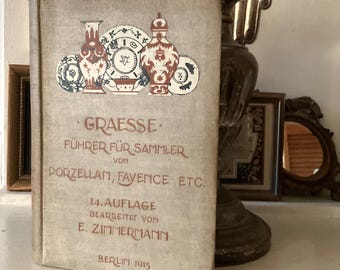 · GRAESSE ·
FÜHRER FÜR SAMMLER
VON
PORZELLAN, FAYENCE ETC.
14. AUFLAGE
BEARBEITET VON
E. ZIMMERMANN
BERLIN 1915